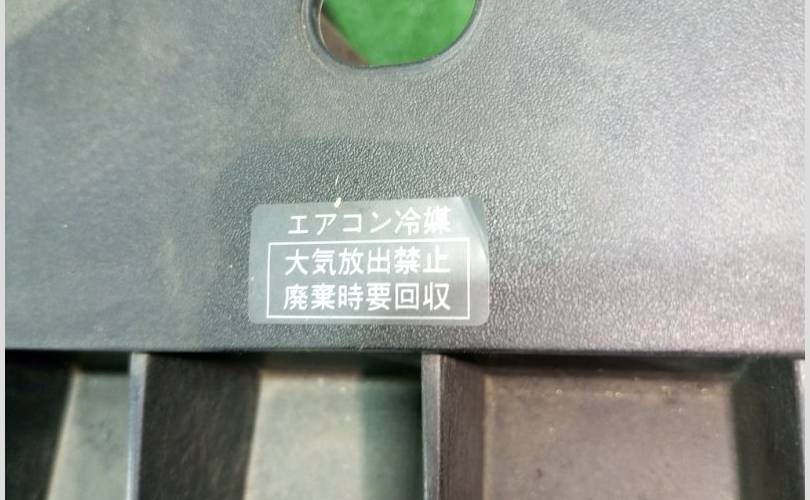 エアコン冷媒
大気放出禁止
廃棄時要回収